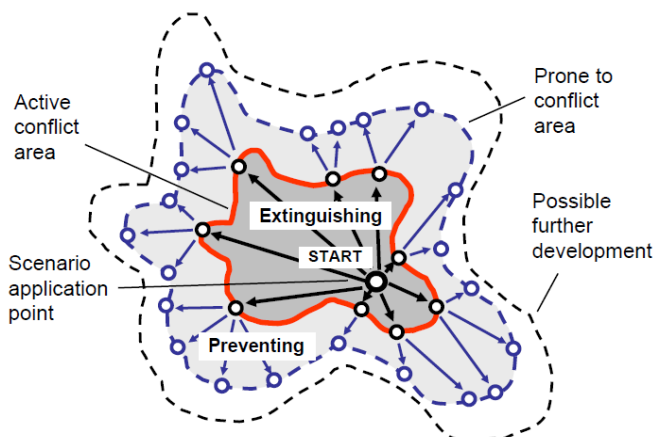 Active
conflict
area
Prone to
conflict
area
Extinguishing
START
Possible
further
development
Scenario
application
point
Preventing